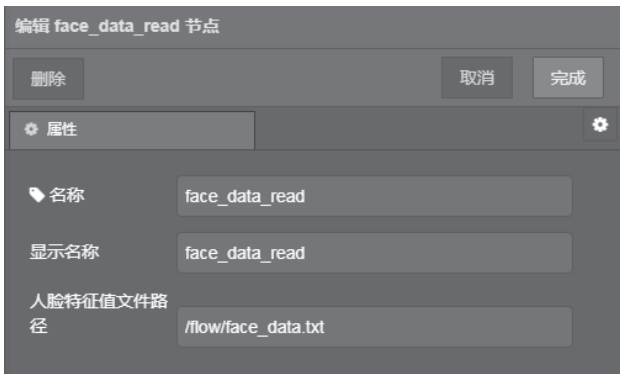 编辑 face_data_read 节点
删除 取消 完成
属性
名称 face_data_read
显示名称 face_data_read
人脸特征值文件路
径 /flow/face_data.txt